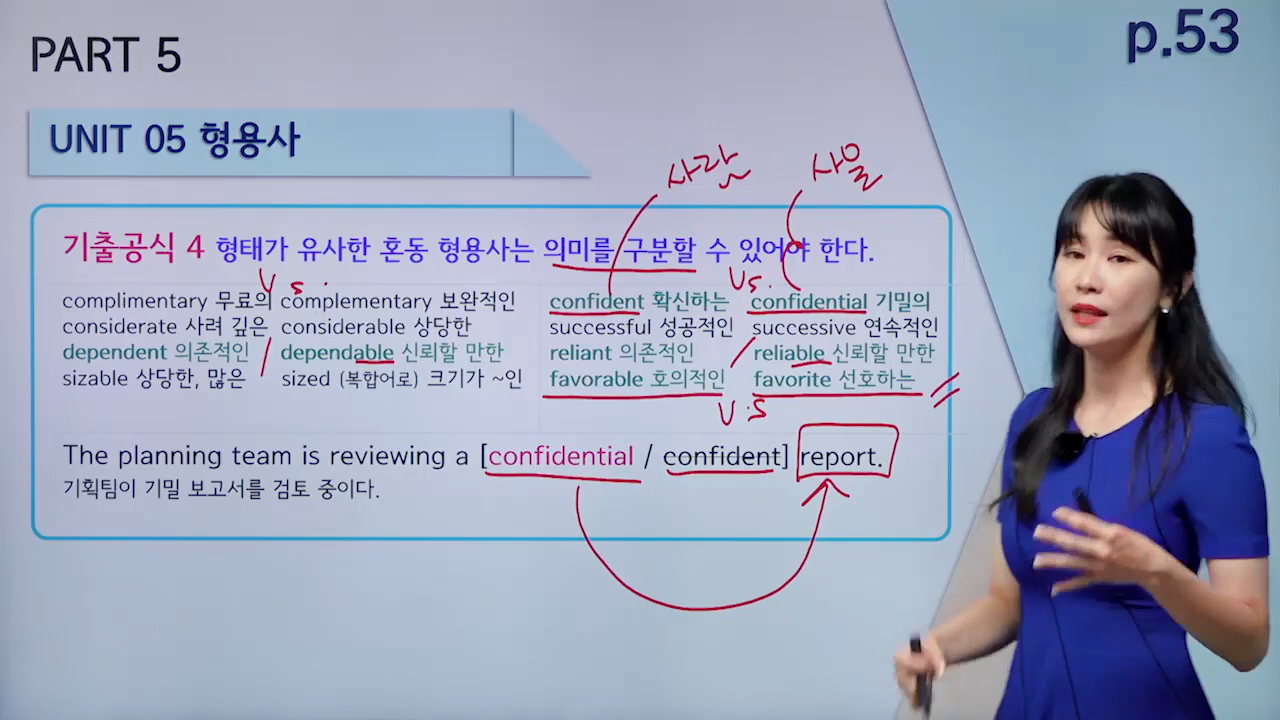 PART 5
p.53
UNIT 05 형용사
사람
사물
기출공식 4 형태가 유사한 혼동 형용사는 의미를 구분할 수 있어야 한다.
Vs.
Vs.
complimentary 무료의 complementary 보완적인 confident 확신하는 confidential 기밀의
considerate 사려 깊은 considerable 상당한 successful 성공적인 successive 연속적인
dependent 의존적인 dependable 신뢰할 만한 reliant 의존적인 reliable 신뢰할 만한
sizable 상당한, 많은 sized (복합어로) 크기가 ~인 favorable 호의적인 favorite 선호하는
V.S
The planning team is reviewing a [confidential / confident] report.
기획팀이 기밀 보고서를 검토 중이다.